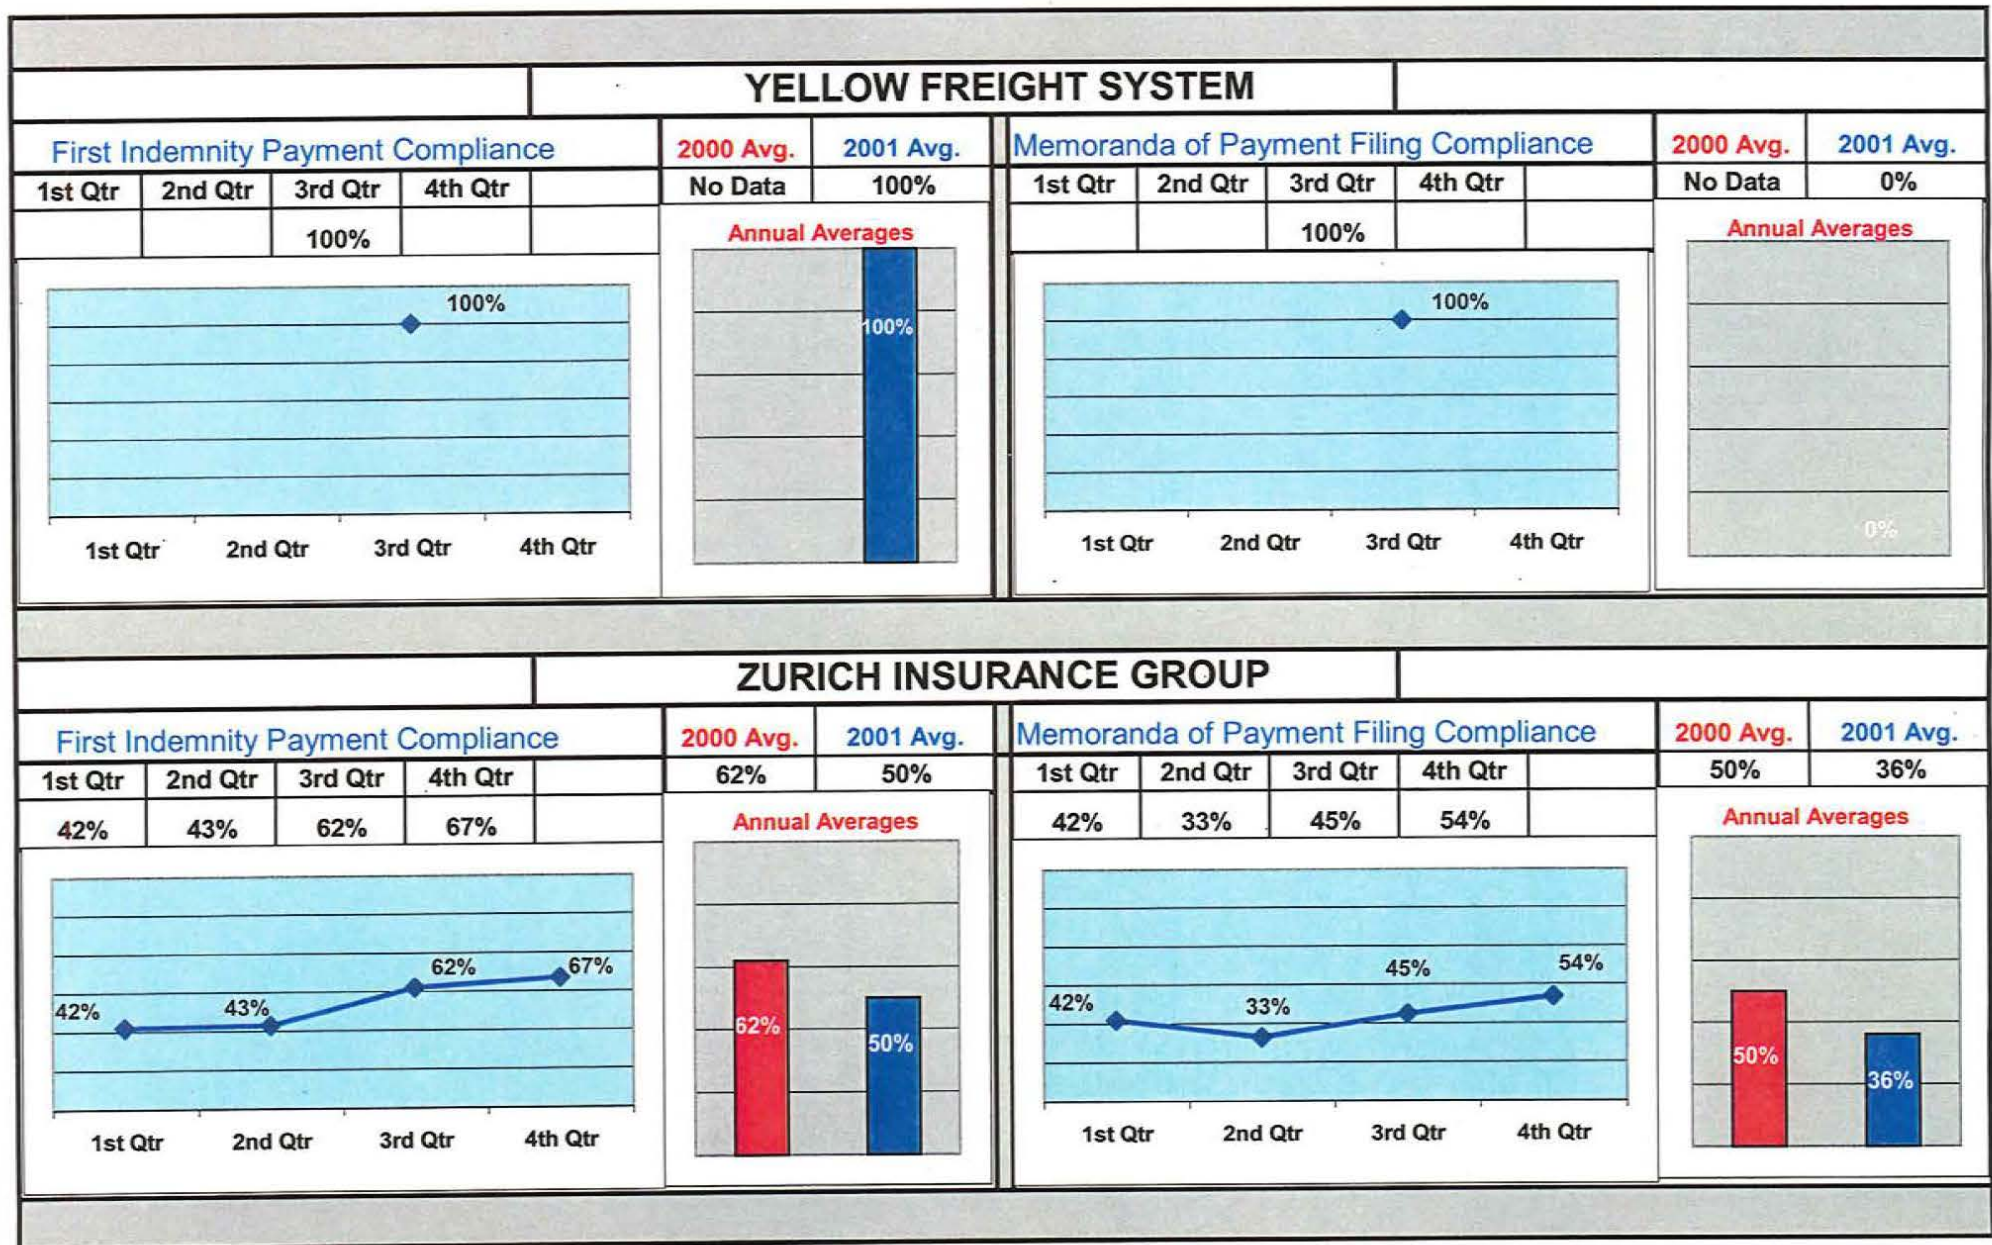 YELLOW FREIGHT SYSTEM
First Indemnity Payment Compliance
2000 Avg. 2001 Avg.
1st Qtr 2nd Qtr 3rd Qtr 4th Qtr
No Data 100%
100%
Annual Averages
100%
100%
1st Qtr 2nd Qtr 3rd Qtr 4th Qtr
Memoranda of Payment Filing Compliance
2000 Avg. 2001 Avg.
1st Qtr 2nd Qtr 3rd Qtr 4th Qtr
No Data 0%
100%
Annual Averages
100%
0%
1st Qtr 2nd Qtr 3rd Qtr 4th Qtr
ZURICH INSURANCE GROUP
First Indemnity Payment Compliance
2000 Avg. 2001 Avg.
1st Qtr 2nd Qtr 3rd Qtr 4th Qtr
62% 50%
42% 43% 62% 67%
Annual Averages
42% 43% 62% 67%
62% 50%
1st Qtr 2nd Qtr 3rd Qtr 4th Qtr
Memoranda of Payment Filing Compliance
2000 Avg. 2001 Avg.
1st Qtr 2nd Qtr 3rd Qtr 4th Qtr
50% 36%
42% 33% 45% 54%
Annual Averages
42% 33% 45% 54%
50% 36%
1st Qtr 2nd Qtr 3rd Qtr 4th Qtr